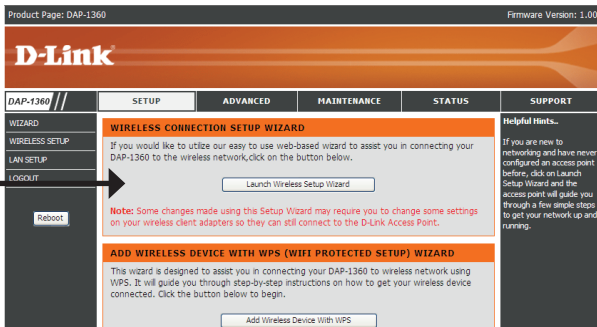 Product Page: DAP-1360
Firmware Version: 1.00
D-Link
DAP-1360
SETUP
ADVANCED
MAINTENANCE
STATUS
SUPPORT
WIZARD
WIRELESS SETUP
LAN SETUP
LOGOUT
Reboot
WIRELESS CONNECTION SETUP WIZARD
If you would like to utilize our easy to use web-based wizard to assist you in connecting your
DAP-1360 to the wireless network,click on the button below.
Launch Wireless Setup Wizard
Note: Some changes made using this Setup Wizard may require you to change some settings
on your wireless client adapters so they can still connect to the D-Link Access Point.
ADD WIRELESS DEVICE WITH WPS (WIFI PROTECTED SETUP) WIZARD
This wizard is designed to assist you in connecting your DAP-1360 to wireless network using
WPS. It will guide you through step-by-step instructions on how to get your wireless device
connected. Click the button below to begin.
Add Wireless Device With WPS
Helpful Hints..
If you are new to
networking and have never
configured an access point
before, click on Launch
Setup Wizard and the
access point will guide you
through a few simple steps
to get your network up and
running.